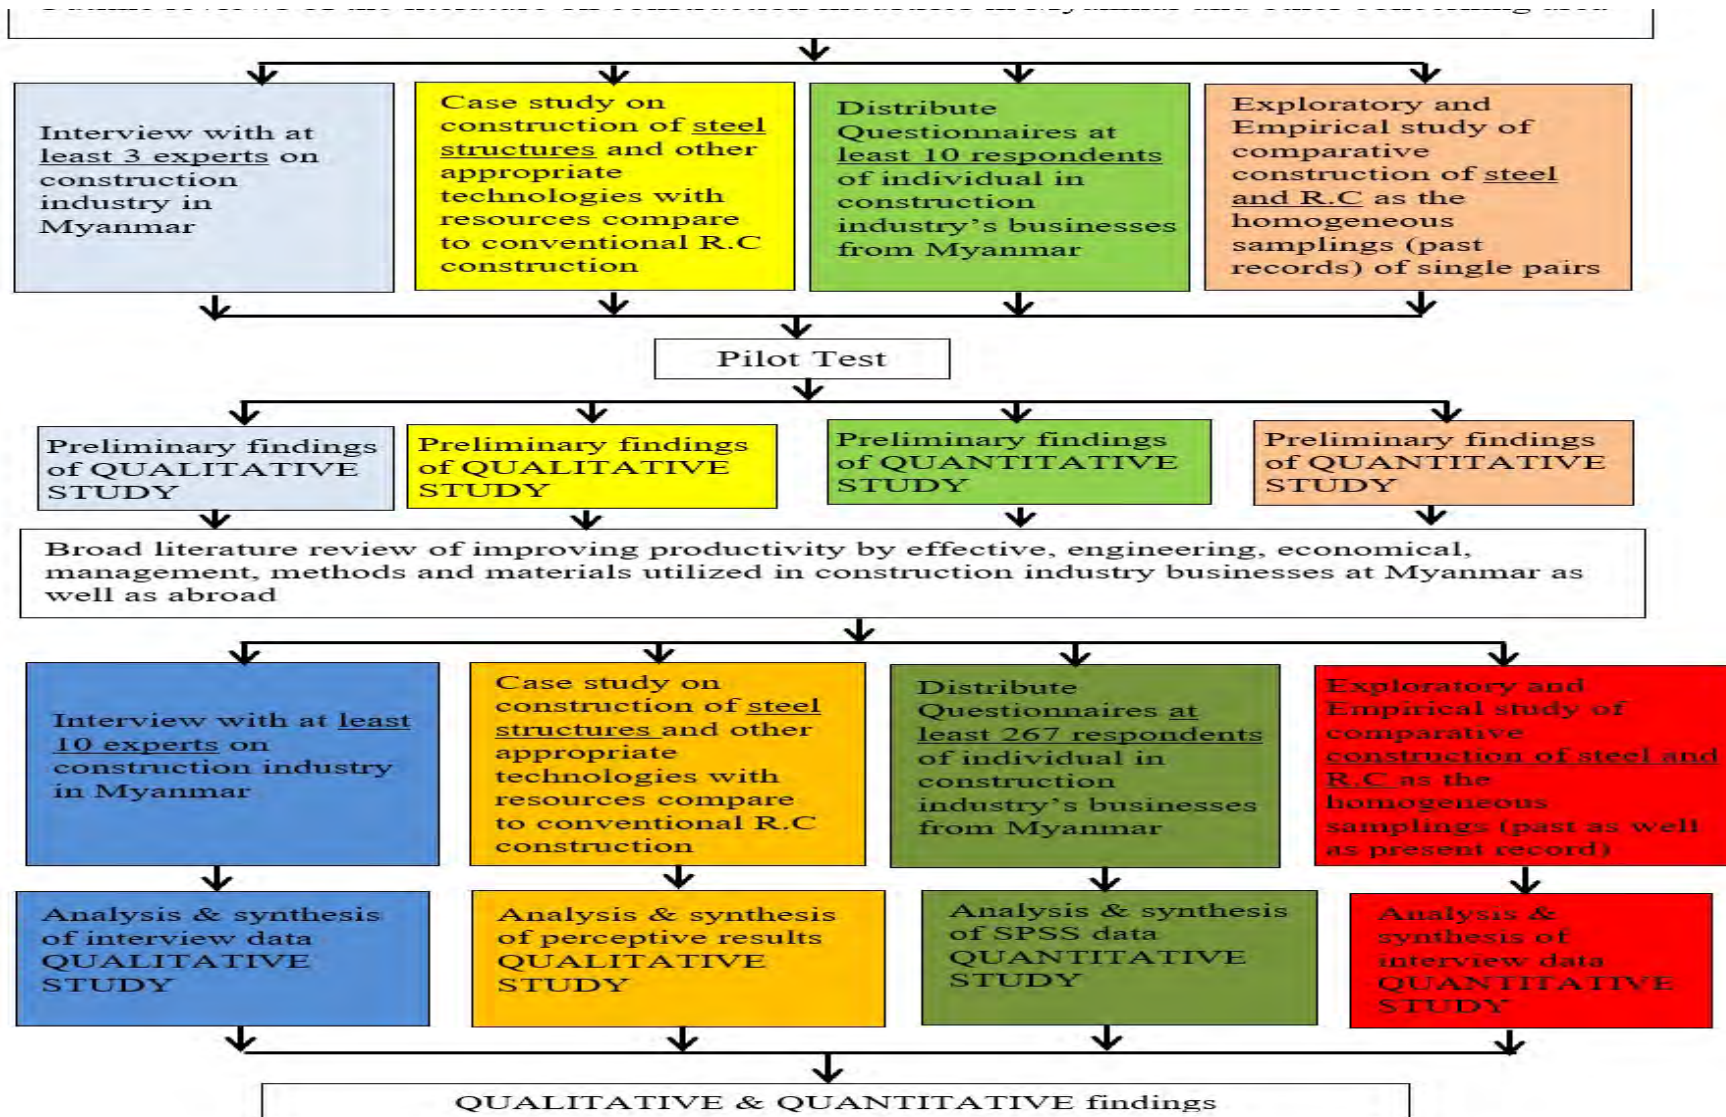 Interview with at
least 3 experts on
construction
industry in
Myanmar
Case study on
construction of steel
structures and other
appropriate
technologies with
resources compare
to conventional R.C
construction
Distribute
Questionnaires at
least 10 respondents
of individual in
construction
industry’s businesses
from Myanmar
Exploratory and
Empirical study of
comparative
construction of steel
and R.C as the
homogeneous
samplings (past
records) of single pairs
Pilot Test
Preliminary findings
of QUALITATIVE
STUDY
Preliminary findings
of QUALITATIVE
STUDY
Preliminary findings
of QUANTITATIVE
STUDY
Preliminary findings
of QUANTITATIVE
STUDY
Broad literature review of improving productivity by effective, engineering, economical,
management, methods and materials utilized in construction industry businesses at Myanmar as
well as abroad
Interview with at least
10 experts on
construction industry
in Myanmar
Case study on
construction of steel
structures and other
appropriate
technologies with
resources compare
to conventional R.C
construction
Distribute
Questionnaires at
least 267 respondents
of individual in
construction
industry’s businesses
from Myanmar
Exploratory and
Empirical study of
comparative
construction of steel and
R.C as the
homogeneous
samplings (past as well
as present record)
Analysis & synthesis
of interview data
QUALITATIVE
STUDY
Analysis & synthesis
of perceptive results
QUALITATIVE
STUDY
Analysis & synthesis
of SPSS data
QUANTITATIVE
STUDY
Analysis &
synthesis of
interview data
QUANTITATIVE
STUDY
QUALITATIVE & QUANTITATIVE findings